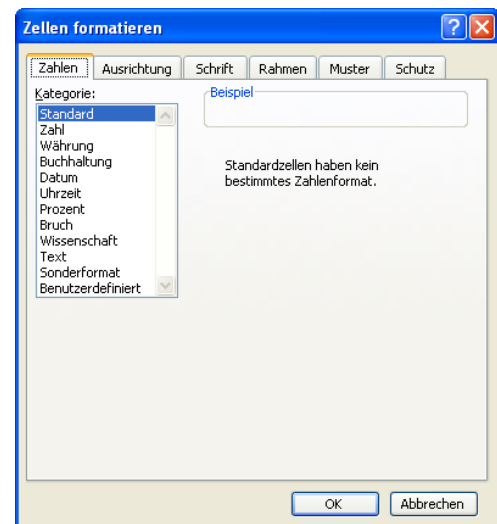 Zellen formatieren
Zahlen Ausrichtung Schrift Rahmen Muster Schutz
Kategorie:
Standard
Zahl
Währung
Buchhaltung
Datum
Uhrzeit
Prozent
Bruch
Wissenschaft
Text
Sonderformat
Benutzerdefiniert
Beispiel
Standardzellen haben kein
bestimmtes Zahlenformat.
OK Abbrechen